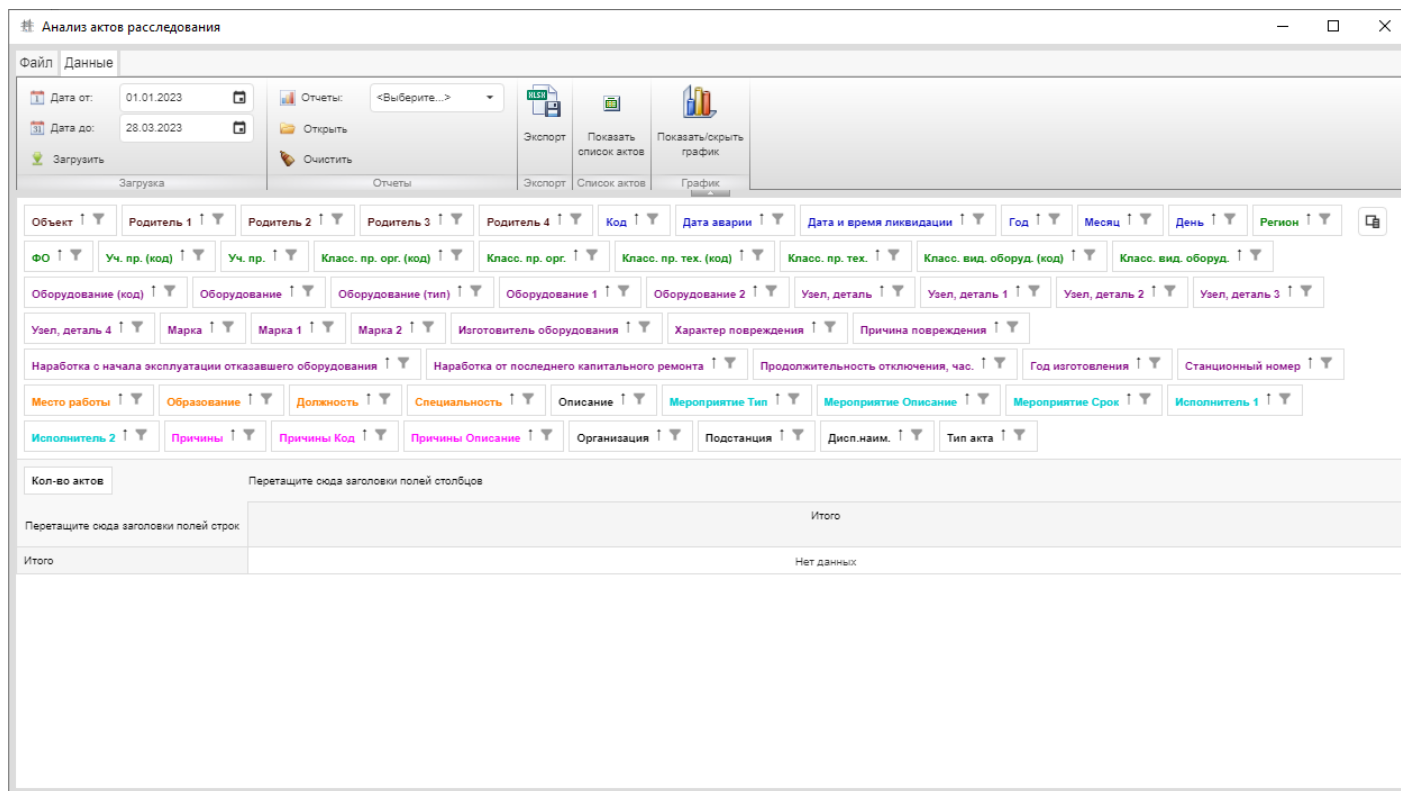 Анализ актов расследования
Файл Данные
Дата от: 01.01.2023 Отчеты: <Выберите...>
Дата до: 28.03.2023 Открыть
Загрузить Очистить
XLSX
Экспорт Показать список актов Показать/скрыть график
Загрузка Отчеты Экспорт Список актов График
Объект Родитель 1 Родитель 2 Родитель 3 Родитель 4 Код Дата аварии Дата и время ликвидации Год Месяц День Регион
ФО Уч. пр. (код) Уч. пр. Класс. пр. орг. (код) Класс. пр. орг. Класс. пр. тех. (код) Класс. пр. тех. Класс. вид. оборуд. (код) Класс. вид. оборуд.
Оборудование (код) Оборудование Оборудование (тип) Оборудование 1 Оборудование 2 Узел, деталь Узел, деталь 1 Узел, деталь 2 Узел, деталь 3
Узел, деталь 4 Марка Марка 1 Марка 2 Изготовитель оборудования Характер повреждения Причина повреждения
Наработка с начала эксплуатации отказавшего оборудования Наработка от последнего капитального ремонта Продолжительность отключения, час. Год изготовления Станционный номер
Место работы Образование Должность Специальность Описание Мероприятие Тип Мероприятие Описание Мероприятие Срок Исполнитель 1
Исполнитель 2 Причины Причины Код Причины Описание Организация Подстанция Дисп.наим. Тип акта
Кол-во актов Перетащите сюда заголовки полей столбцов
Перетащите сюда заголовки полей строк Итого
Итого Нет данных